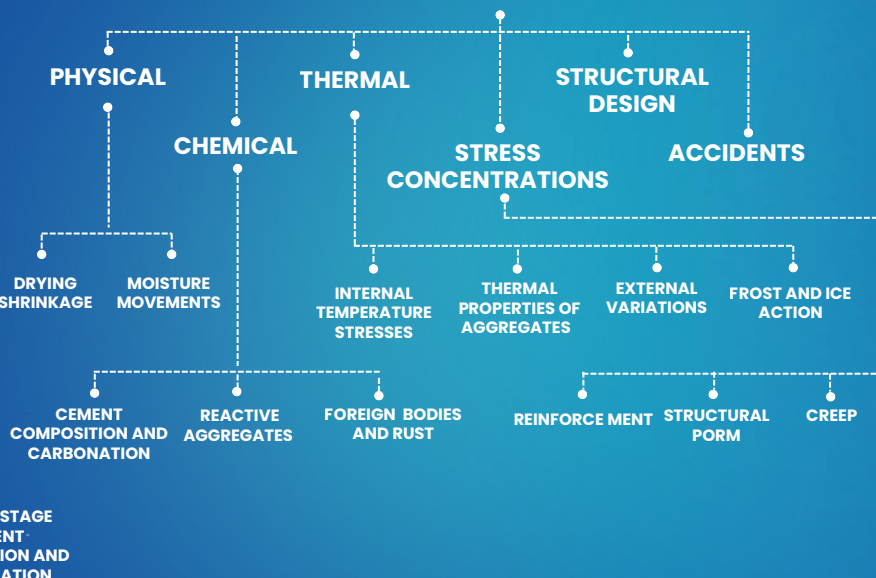 PHYSICAL
THERMAL
STRUCTURAL
DESIGN
CHEMICAL
STRESS
CONCENTRATIONS
ACCIDENTS
DRYING
SHRINKAGE
MOISTURE
MOVEMENTS
INTERNAL
TEMPERATURE
STRESSES
THERMAL
PROPERTIES OF
AGGREGATES
EXTERNAL
VARIATIONS
FROST AND ICE
ACTION
CEMENT
COMPOSITION AND
CARBONATION
REACTIVE
AGGREGATES
FOREIGN BODIES
AND RUST
REINFORCE MENT
STRUCTURAL
PORM
CREEP
STAGE
ENT
ION AND
ATION